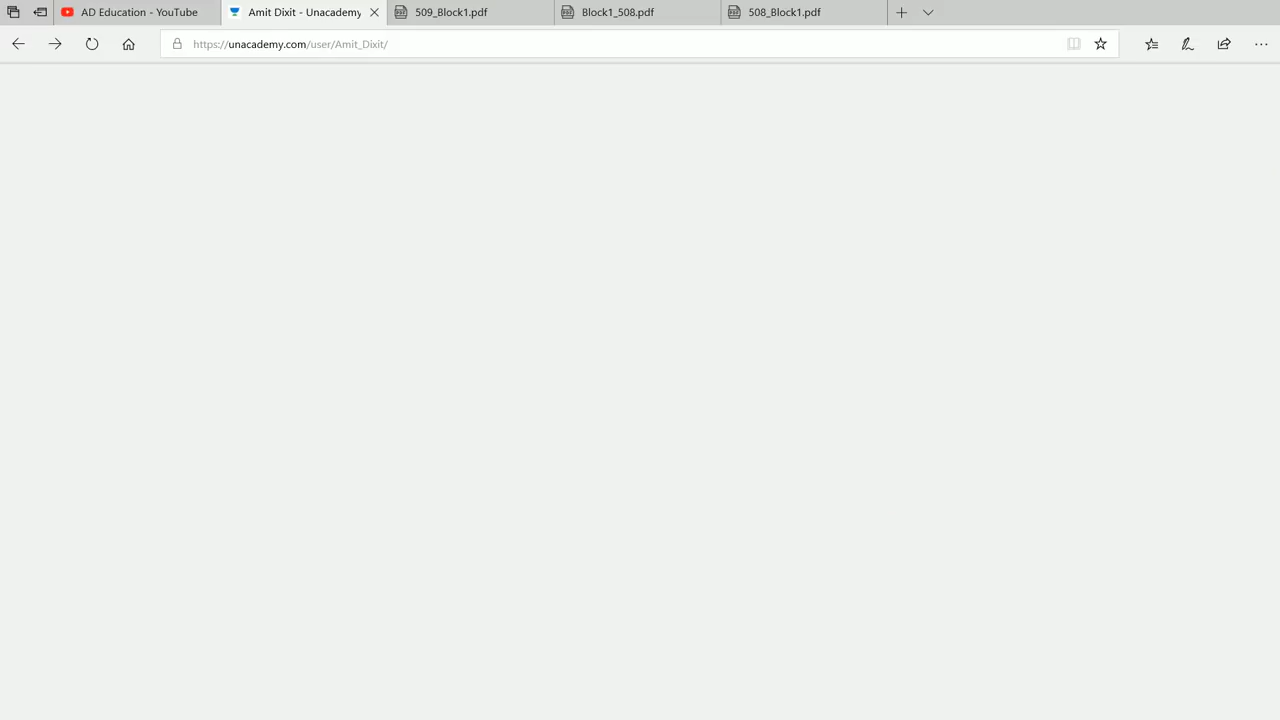 AD Education - YouTube
Amit Dixit - Unacademy
509_Block1.pdf
Block1_508.pdf
508_Block1.pdf
https://unacademy.com/user/Amit_Dixit/